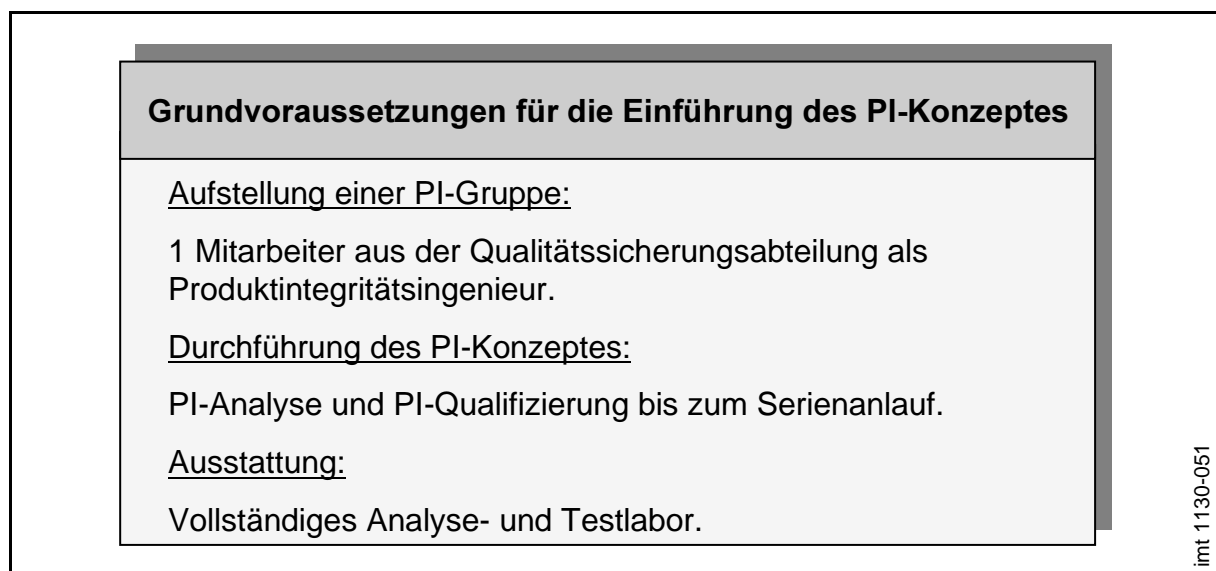 Grundvoraussetzungen für die Einführung des PI-Konzeptes
Aufstellung einer PI-Gruppe:
1 Mitarbeiter aus der Qualitätssicherungsabteilung als
Produktintegritätsingenieur.
Durchführung des PI-Konzeptes:
PI-Analyse und PI-Qualifizierung bis zum Serienanlauf.
Ausstattung:
Vollständiges Analyse- und Testlabor.
imt 1130-051